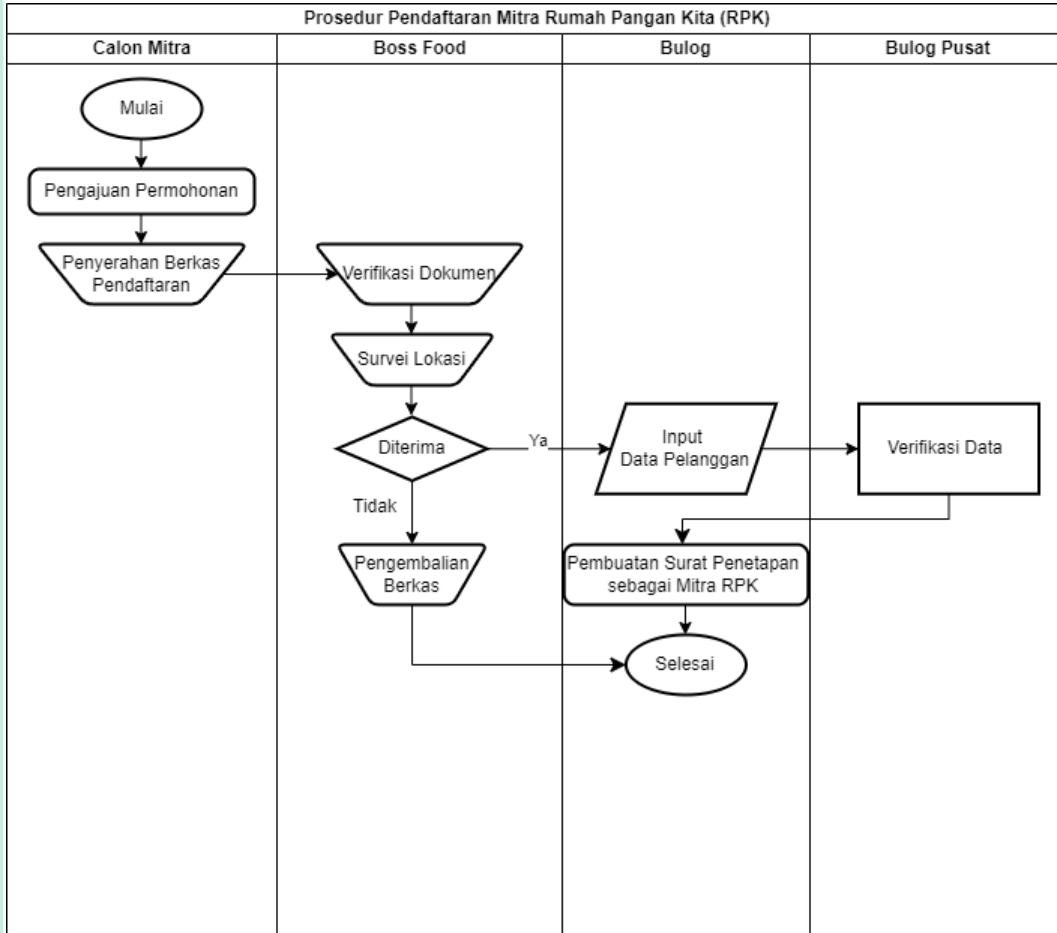 Prosedur Pendaftaran Mitra Rumah Pangan Kita (RPK)
Calon Mitra
Boss Food
Bulog
Bulog Pusat
Mulai
Pengajuan Permohonan
Penyerahan Berkas
Pendaftaran
Verifikasi Dokumen
Survei Lokasi
Diterima
Ya
Input
Data Pelanggan
Verifikasi Data
Tidak
Pengembalian
Berkas
Pembuatan Surat Penetapan
sebagai Mitra RPK
Selesai